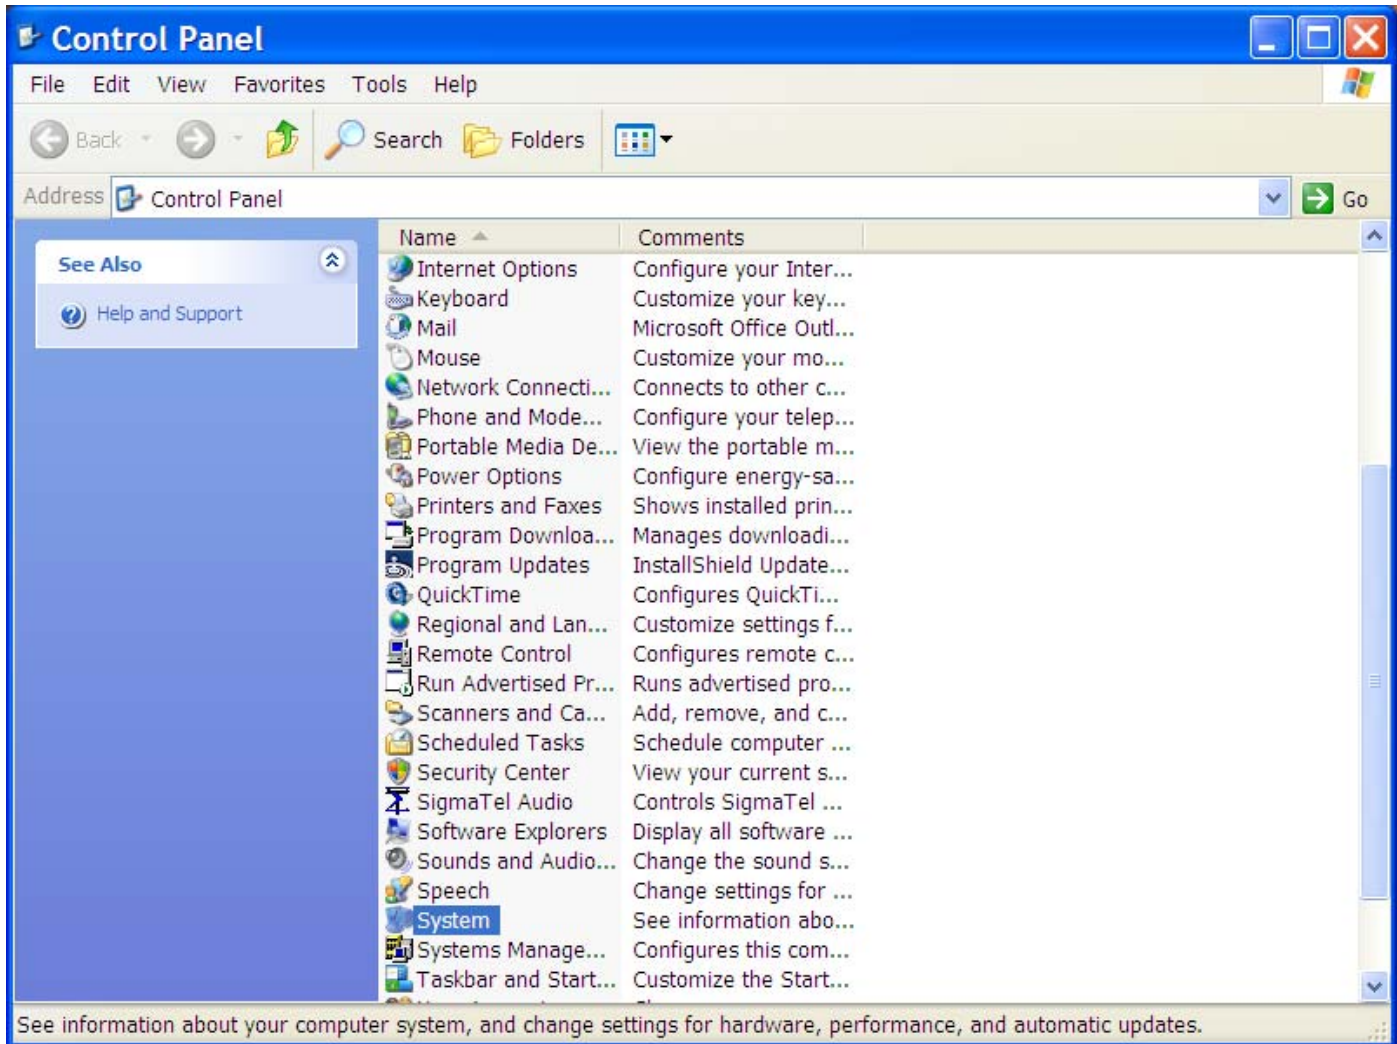 Control Panel
File Edit View Favorites Tools Help
Back Search Folders
Address Control Panel Go
See Also
Help and Support
Name Comments
Internet Options Configure your Inter...
Keyboard Customize your key...
Mail Microsoft Office Outl...
Mouse Customize your mo...
Network Connecti... Connects to other c...
Phone and Mode... Configure your telep...
Portable Media De... View the portable m...
Power Options Configure energy-sa...
Printers and Faxes Shows installed prin...
Program Downloa... Manages downloadi...
Program Updates InstallShield Update...
QuickTime Configures QuickTi...
Regional and Lan... Customize settings f...
Remote Control Configures remote c...
Run Advertised Pr... Runs advertised pro...
Scanners and Ca... Add, remove, and c...
Scheduled Tasks Schedule computer ...
Security Center View your current s...
SigmaTel Audio Controls SigmaTel ...
Software Explorers Display all software ...
Sounds and Audio... Change the sound s...
Speech Change settings for ...
System See information abo...
Systems Manage... Configures this com...
Taskbar and Start... Customize the Start...
See information about your computer system, and change settings for hardware, performance, and automatic updates.